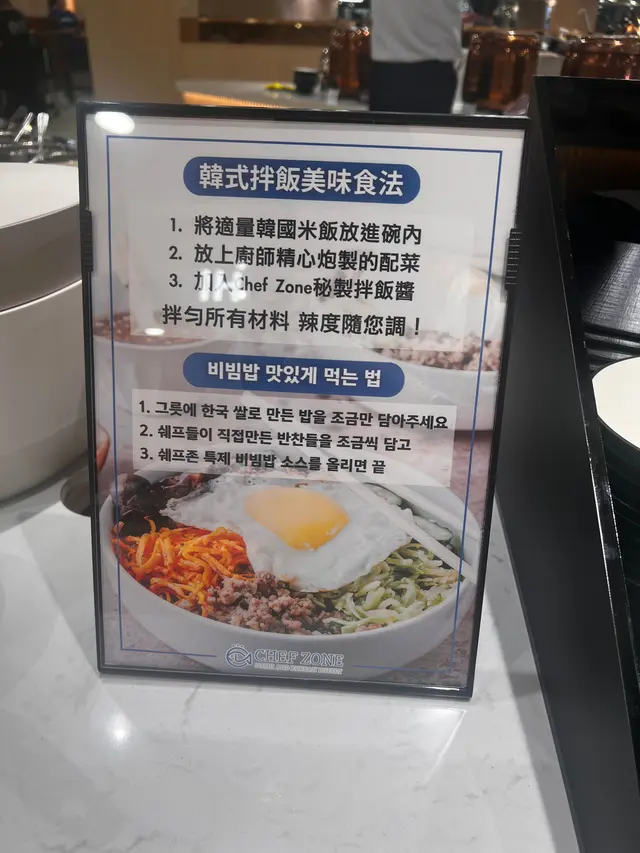 韓式拌飯美味食法
1. 將適量韓國米飯放進碗內
2. 放上廚師精心炮製的配菜
3. 加入Chef Zone秘製拌飯醬
拌勻所有材料 辣度隨您調！
비빔밥 맛있게 먹는 법
1. 그릇에 한국 쌀로 만든 밥을 조금만 담아주세요
2. 쉐프들이 직접만든 반찬들을 조금씩 담고
3. 쉐프존 특제 비빔밥 소스를 올리면 끝
CHEF ZONE